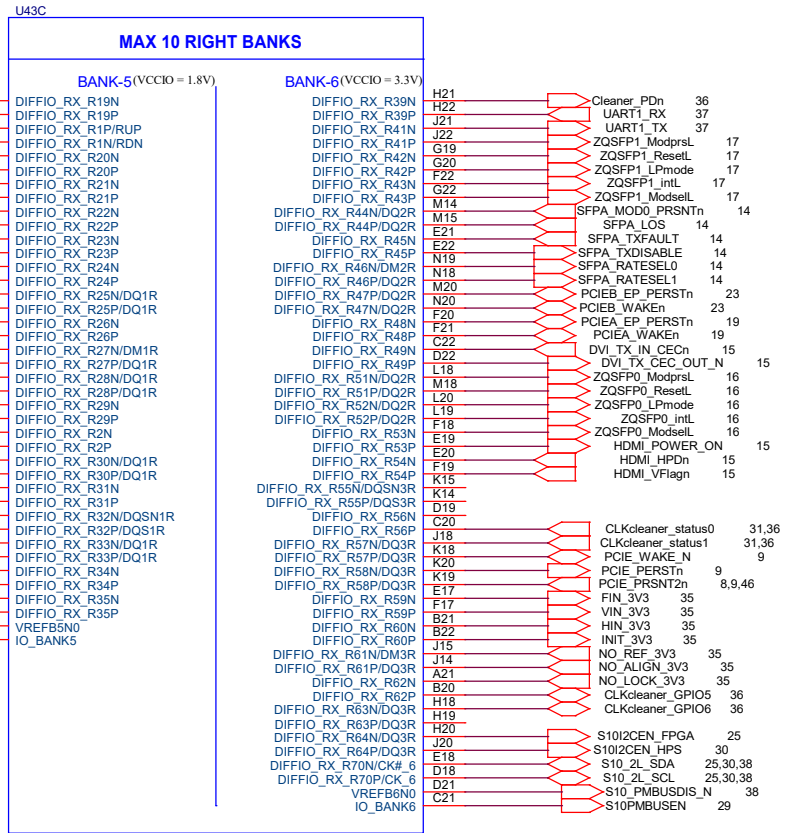 U43C
MAX 10 RIGHT BANKS
BANK-5 (VCCIO = 1.8V)
DIFFIO_RX_R19N
DIFFIO_RX_R19P
DIFFIO_RX_R1P/RUP
DIFFIO_RX_R1N/RDN
DIFFIO_RX_R20N
DIFFIO_RX_R20P
DIFFIO_RX_R21N
DIFFIO_RX_R21P
DIFFIO_RX_R22N
DIFFIO_RX_R22P
DIFFIO_RX_R23N
DIFFIO_RX_R23P
DIFFIO_RX_R24N
DIFFIO_RX_R24P
DIFFIO_RX_R25N/DQ1R
DIFFIO_RX_R25P/DQ1R
DIFFIO_RX_R26N
DIFFIO_RX_R26P
DIFFIO_RX_R27N/DM1R
DIFFIO_RX_R27P/DQ1R
DIFFIO_RX_R28N/DQ1R
DIFFIO_RX_R28P/DQ1R
DIFFIO_RX_R29N
DIFFIO_RX_R29P
DIFFIO_RX_R2N
DIFFIO_RX_R2P
DIFFIO_RX_R30N/DQ1R
DIFFIO_RX_R30P/DQ1R
DIFFIO_RX_R31N
DIFFIO_RX_R31P
DIFFIO_RX_R32N/DQSN1R
DIFFIO_RX_R32P/DQS1R
DIFFIO_RX_R33N/DQ1R
DIFFIO_RX_R33P/DQ1R
DIFFIO_RX_R34N
DIFFIO_RX_R34P
DIFFIO_RX_R35N
DIFFIO_RX_R35P
VREFB5N0
IO_BANK5
BANK-6 (VCCIO = 3.3V)
DIFFIO_RX_R39N H21 Cleaner_PDn 36
DIFFIO_RX_R39P H22 UART1_RX 37
DIFFIO_RX_R41N J21 UART1_TX 37
DIFFIO_RX_R41P J22 ZQSFP1_ModprsL 17
DIFFIO_RX_R42N G19 ZQSFP1_ResetL 17
DIFFIO_RX_R42P G20 ZQSFP1_LPmode 17
DIFFIO_RX_R43N F22 ZQSFP1_intL 17
DIFFIO_RX_R43P G22 ZQSFP1_ModselL 17
DIFFIO_RX_R44N/DQ2R M14 SFPA_MOD0_PRSNTn 14
DIFFIO_RX_R44P/DQ2R M15 SFPA_LOS 14
DIFFIO_RX_R45N E21 SFPA_TXFAULT 14
DIFFIO_RX_R45P E22 SFPA_TXDISABLE 14
DIFFIO_RX_R46N/DM2R N19 SFPA_RATESEL0 14
DIFFIO_RX_R46P/DQ2R N18 SFPA_RATESEL1 14
DIFFIO_RX_R47P/DQ2R M20 PCIEB_EP_PERSTn 23
DIFFIO_RX_R47N/DQ2R N20 PCIEB_WAKEn 23
DIFFIO_RX_R48N F20 PCIEA_EP_PERSTn 19
DIFFIO_RX_R48P F21 PCIEA_WAKEn 19
DIFFIO_RX_R49N C22 DVI_TX_IN_CECn 15
DIFFIO_RX_R49P D22 DVI_TX_CEC_OUT_N 15
DIFFIO_RX_R51N/DQ2R L18 ZQSFP0_ModprsL 16
DIFFIO_RX_R51P/DQ2R M18 ZQSFP0_ResetL 16
DIFFIO_RX_R52N/DQ2R L20 ZQSFP0_LPmode 16
DIFFIO_RX_R52P/DQ2R L19 ZQSFP0_intL 16
DIFFIO_RX_R53N F18 ZQSFP0_ModselL 16
DIFFIO_RX_R53P E19 HDMI_POWER_ON 15
DIFFIO_RX_R54N E20 HDMI_HPDn 15
DIFFIO_RX_R54P F19 HDMI_VFlagn 15
DIFFIO_RX_R55N/DQSN3R K15
DIFFIO_RX_R55P/DQS3R K14
DIFFIO_RX_R56N D19
DIFFIO_RX_R56P C20 CLKcleaner_status0 31,36
DIFFIO_RX_R57N/DQ3R J18 CLKcleaner_status1 31,36
DIFFIO_RX_R57P/DQ3R K18 PCIE_WAKE_N 9
DIFFIO_RX_R58N/DQ3R K20 PCIE_PERSTn 9
DIFFIO_RX_R58P/DQ3R K19 PCIE_PRSNT2n 8,9,46
DIFFIO_RX_R59N E17 FIN_3V3 35
DIFFIO_RX_R59P F17 VIN_3V3 35
DIFFIO_RX_R60N B21 HIN_3V3 35
DIFFIO_RX_R60P B22 INIT_3V3 35
DIFFIO_RX_R61N/DM3R J15 NO_REF_3V3 35
DIFFIO_RX_R61P/DQ3R J14 NO_ALIGN_3V3 35
DIFFIO_RX_R62N A21 NO_LOCK_3V3 35
DIFFIO_RX_R62P B20 CLKcleaner_GPIO5 36
DIFFIO_RX_R63N/DQ3R H18 CLKcleaner_GPIO6 36
DIFFIO_RX_R63P/DQ3R H19
DIFFIO_RX_R64N/DQ3R H20 S10I2CEN_FPGA 25
DIFFIO_RX_R64P/DQ3R J20 S10I2CEN_HPS 30
DIFFIO_RX_R70N/CK#_6 E18 S10_2L_SDA 25,30,38
DIFFIO_RX_R70P/CK_6 D18 S10_2L_SCL 25,30,38
VREFB6N0 D21 S10_PMBUSDIS_N 38
IO_BANK6 C21 S10PMBUSEN 29